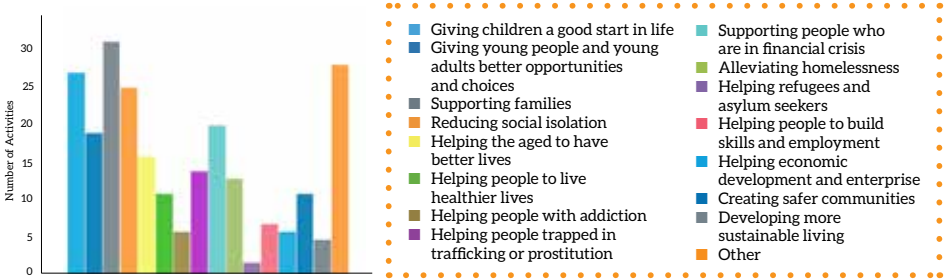 Number of Activities
30
25
20
15
10
5
0
Giving children a good start in life
Giving young people and young
adults better opportunities
and choices
Supporting families
Reducing social isolation
Helping the aged to have
better lives
Helping people to live
healthier lives
Helping people with addiction
Helping people trapped in
trafficking or prostitution
Supporting people who
are in financial crisis
Alleviating homelessness
Helping refugees and
asylum seekers
Helping people to build
skills and employment
Helping economic
development and enterprise
Creating safer communities
Developing more
sustainable living
Other